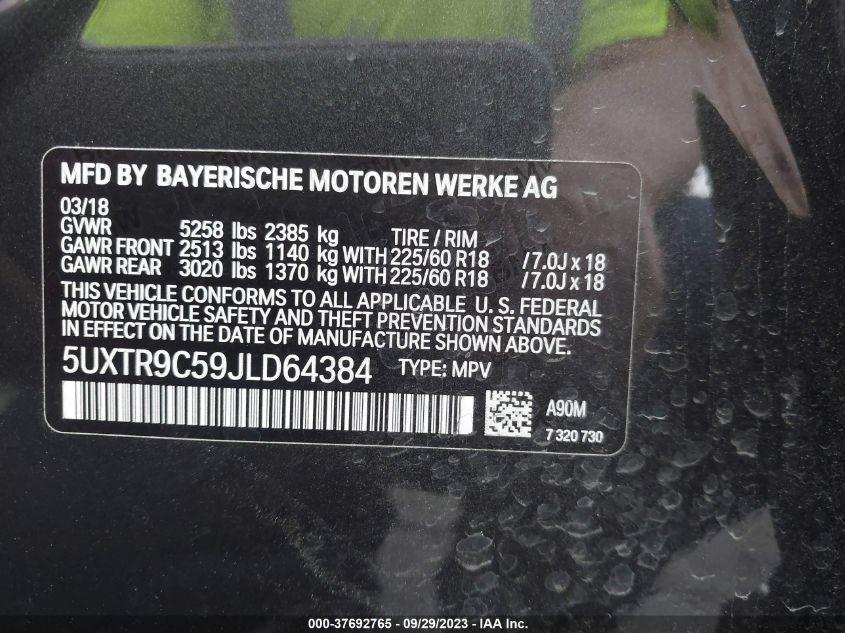 MFD BY BAYERISCHE MOTOREN WERKE AG
03/18
GVWR 5258 lbs 2385 kg TIRE / RIM
GAWR FRONT 2513 lbs 1140 kg WITH 225/60 R18 /7.0J x 18
GAWR REAR 3020 lbs 1370 kg WITH 225/60 R18 /7.0J x 18
THIS VEHICLE CONFORMS TO ALL APPLICABLE U. S. FEDERAL
MOTOR VEHICLE SAFETY AND THEFT PREVENTION STANDARDS
IN EFFECT ON THE DATE OF MANUFACTURE SHOWN ABOVE.
5UXTR9C59JLD64384 TYPE: MPV
A90M
7 320 730
000-37692765 - 09/29/2023 - IAA Inc.